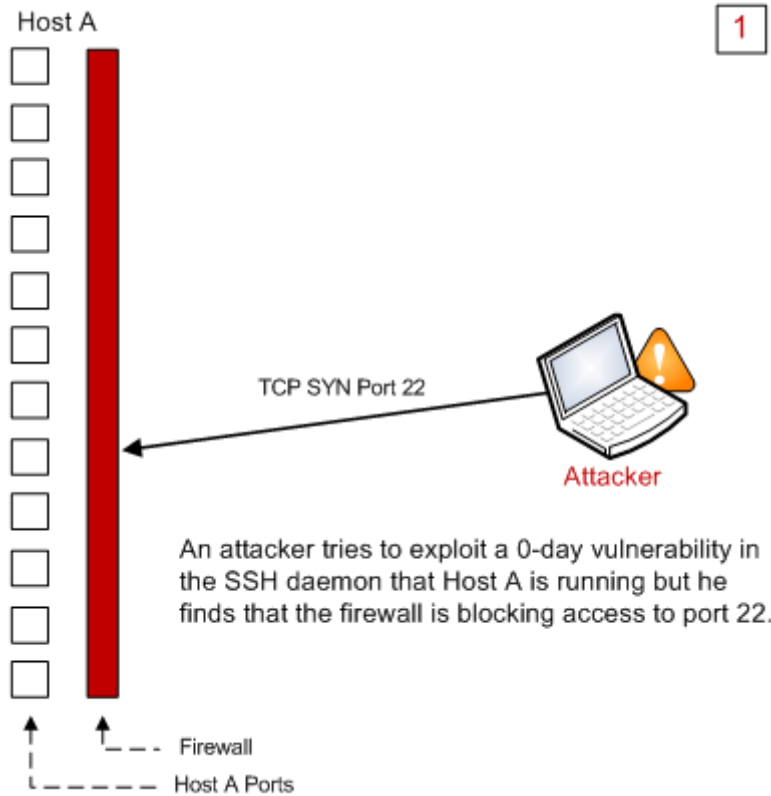 Host A
1
TCP SYN Port 22
Attacker
An attacker tries to exploit a 0-day vulnerability in
the SSH daemon that Host A is running but he
finds that the firewall is blocking access to port 22.
Firewall
Host A Ports